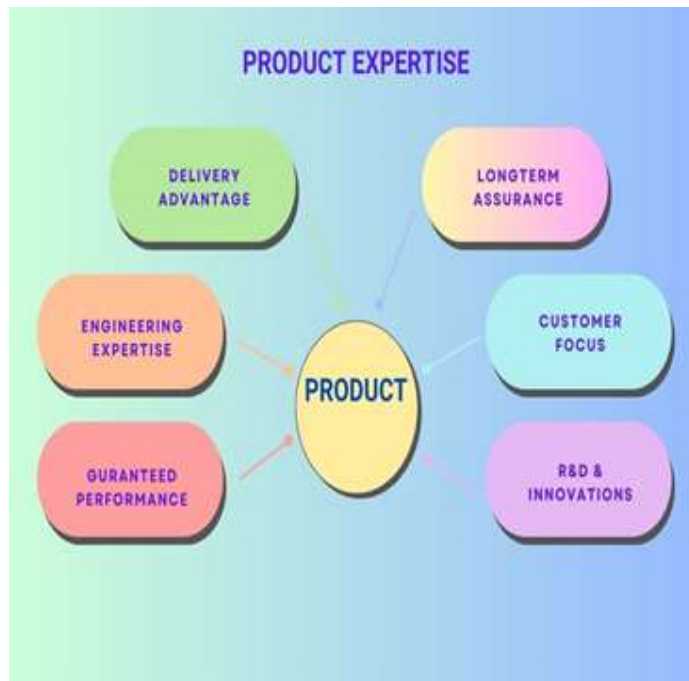 PRODUCT EXPERTISE
DELIVERY
ADVANTAGE
LONGTERM
ASSURANCE
ENGINEERING
EXPERTISE
CUSTOMER
FOCUS
PRODUCT
GURANTEED
PERFORMANCE
R&D &
INNOVATIONS